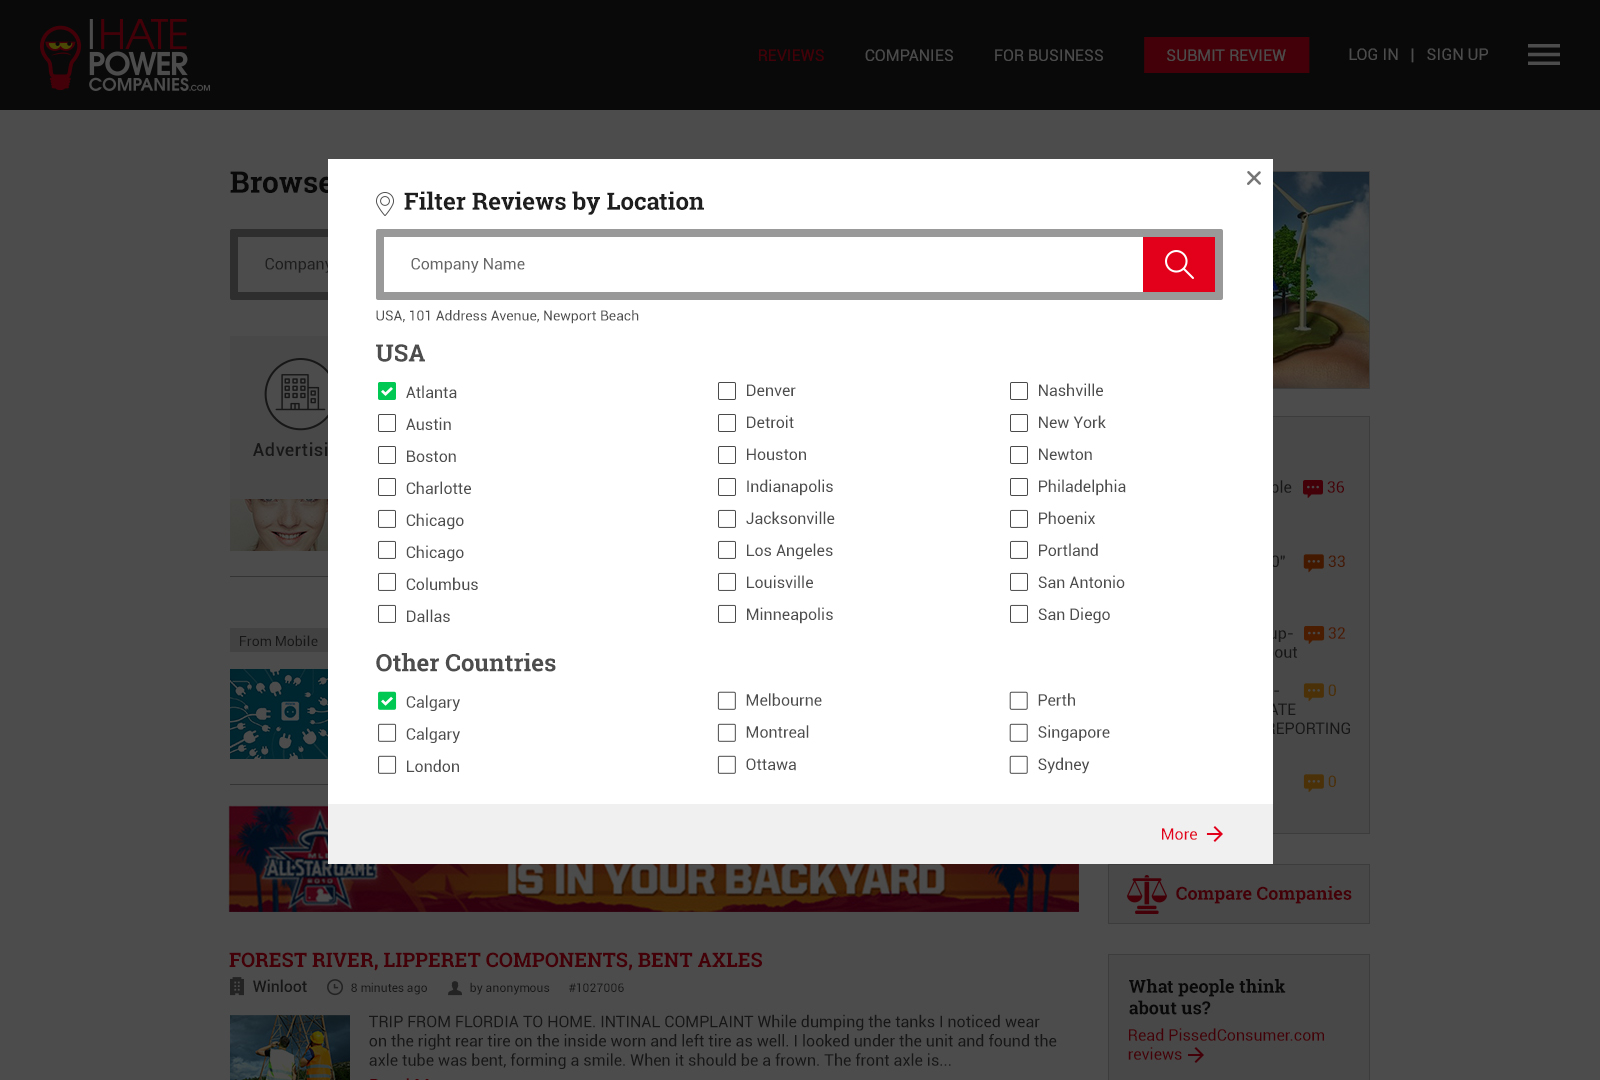 I HATE
POWER
COMPANIES.COM
REVIEWS
COMPANIES
FOR BUSINESS
SUBMIT REVIEW
LOG IN | SIGN UP
Browse
Company
Advertisi
From Mobile
Filter Reviews by Location
Company Name
USA, 101 Address Avenue, Newport Beach
USA
Atlanta
Austin
Boston
Charlotte
Chicago
Chicago
Columbus
Dallas
Denver
Detroit
Houston
Indianapolis
Jacksonville
Los Angeles
Louisville
Minneapolis
Nashville
New York
Newton
Philadelphia
Phoenix
Portland
San Antonio
San Diego
Other Countries
Calgary
Calgary
London
Melbourne
Montreal
Ottawa
Perth
Singapore
Sydney
More
36
0" 33
up- 32
out
- 0
ATE
EPORTING
0
ALL-STAR GAME
2010
IS IN YOUR BACKYARD
Compare Companies
FOREST RIVER, LIPPERET COMPONENTS, BENT AXLES
Winloot 8 minutes ago by anonymous #1027006
TRIP FROM FLORDIA TO HOME. INTINAL COMPLAINT While dumping the tanks I noticed wear
on the right rear tire on the inside worn and left tire as well. I looked under the unit and found the
axle tube was bent, forming a smile. When it should be a frown. The front axle is...
What people think
about us?
Read PissedConsumer.com
reviews